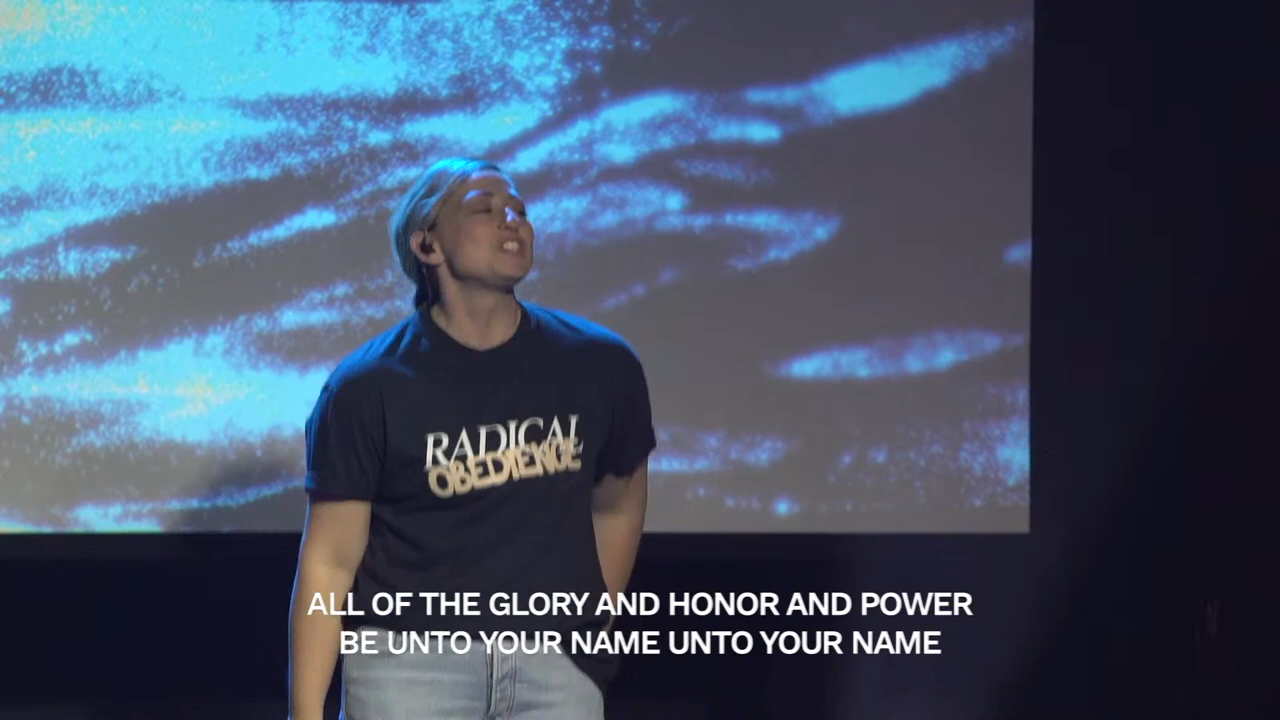 RADICAL
OBEDIENCE
ALL OF THE GLORY AND HONOR AND POWER
BE UNTO YOUR NAME UNTO YOUR NAME